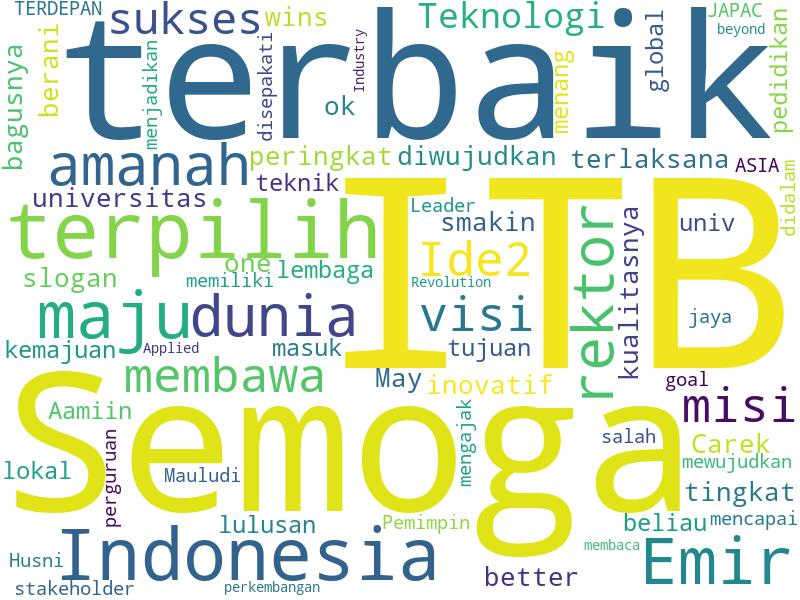 TERDEPAN
sukses
wins
Teknologi
JAPAC
beyond
terbaik
bagusnya
berani
menjadikan
disepakati
Industry
ok
menang
global
pedidikan
amanah
peringkat
diwujudkan
terlaksana
ASIA
didalam
universitas
teknik
ITB
terpilih
Leader
smakin
rektor
kualitasnya
univ
one
Ide2
slogan
memiliki
lembaga
Revolution
maju
dunia
visi
jaya
kemajuan
Applied
masuk
tujuan
membawa
May
inovatif
goal
Semoga
misi
Aamiin
mengajak
salah
Carek
perguruan
lokal
Mauludi
mewujudkan
tingkat
lulusan
Pemimpin
beliau
mencapai
Indonesia
Husni
membaca
Emir
better
stakeholder
perkembangan